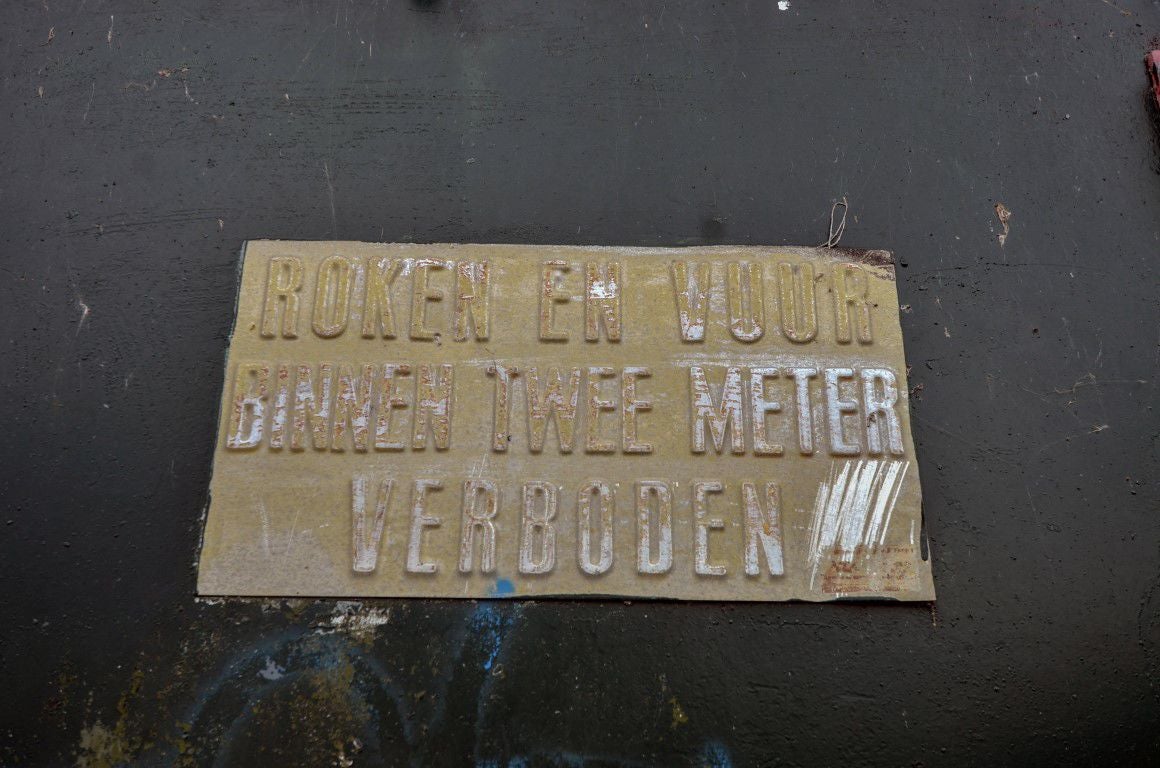 ROKEN EN VUUR
BINNEN TWEE METER
VERBODEN